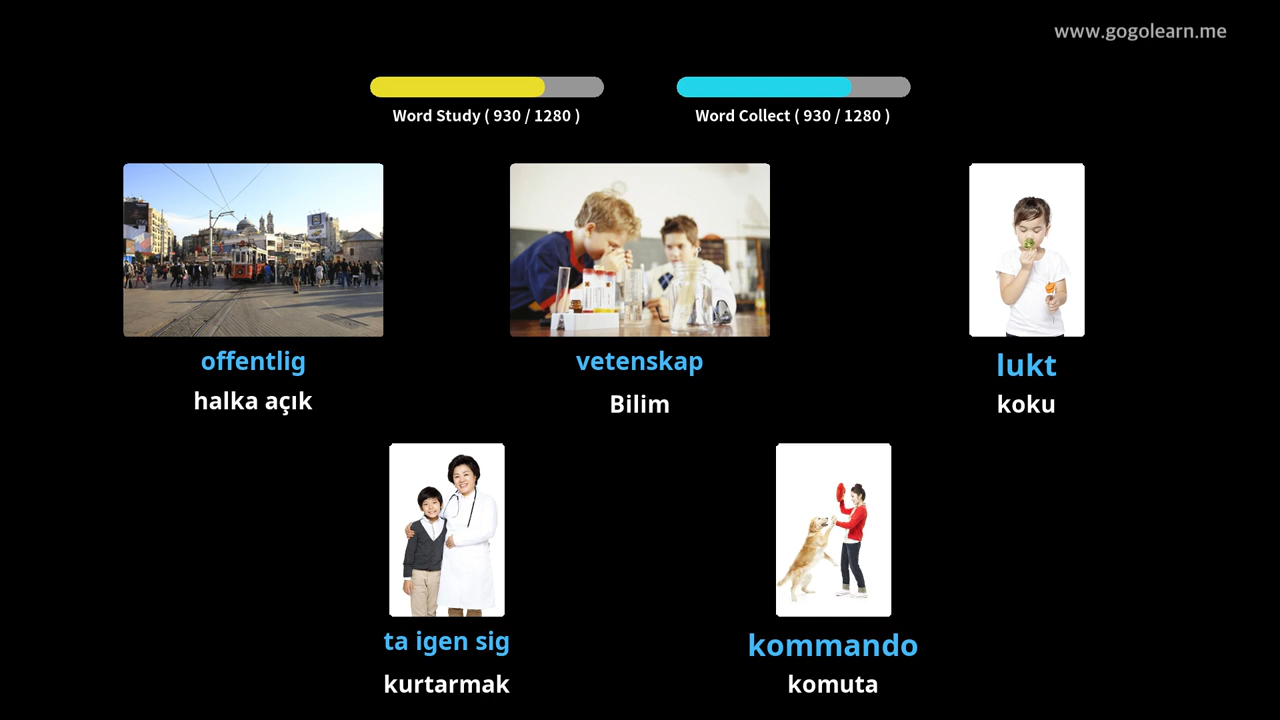 www.gogolearn.me
Word Study ( 930 / 1280 )
Word Collect ( 930 / 1280 )
offentlig
halka açık
vetenskap
Bilim
lukt
koku
ta igen sig
kurtarmak
kommando
komuta